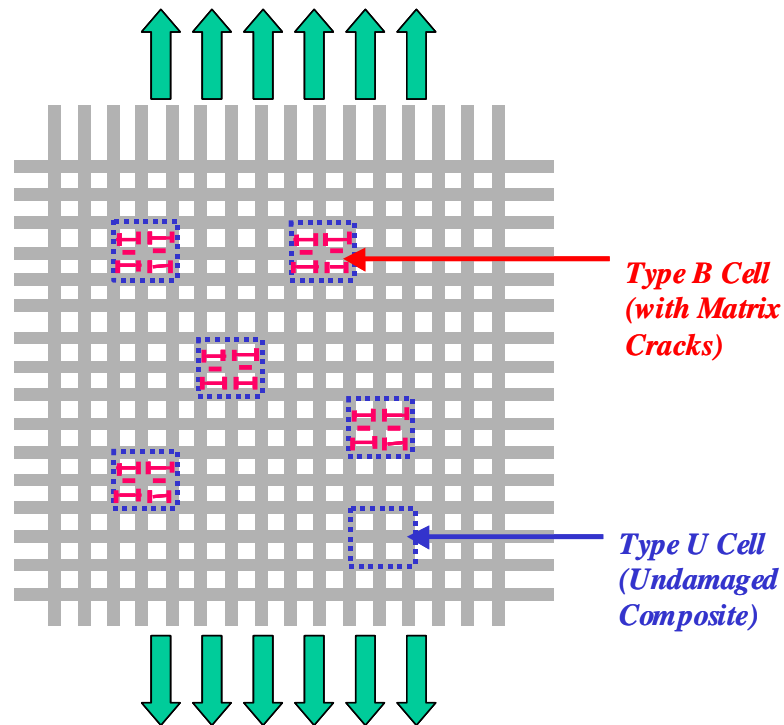 Type B Cell
(with Matrix
Cracks)
Type U Cell
(Undamaged
Composite)